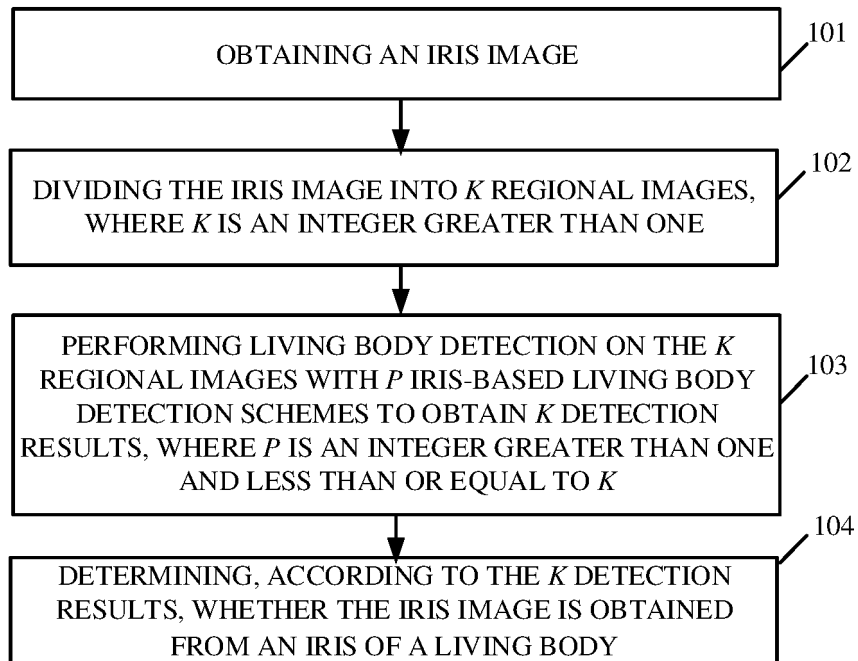 OBTAINING AN IRIS IMAGE
101
DIVIDING THE IRIS IMAGE INTO K REGIONAL IMAGES,
WHERE K IS AN INTEGER GREATER THAN ONE
102
PERFORMING LIVING BODY DETECTION ON THE K
REGIONAL IMAGES WITH P IRIS-BASED LIVING BODY
DETECTION SCHEMES TO OBTAIN K DETECTION
RESULTS, WHERE P IS AN INTEGER GREATER THAN ONE
AND LESS THAN OR EQUAL TO K
103
DETERMINING, ACCORDING TO THE K DETECTION
RESULTS, WHETHER THE IRIS IMAGE IS OBTAINED
FROM AN IRIS OF A LIVING BODY
104